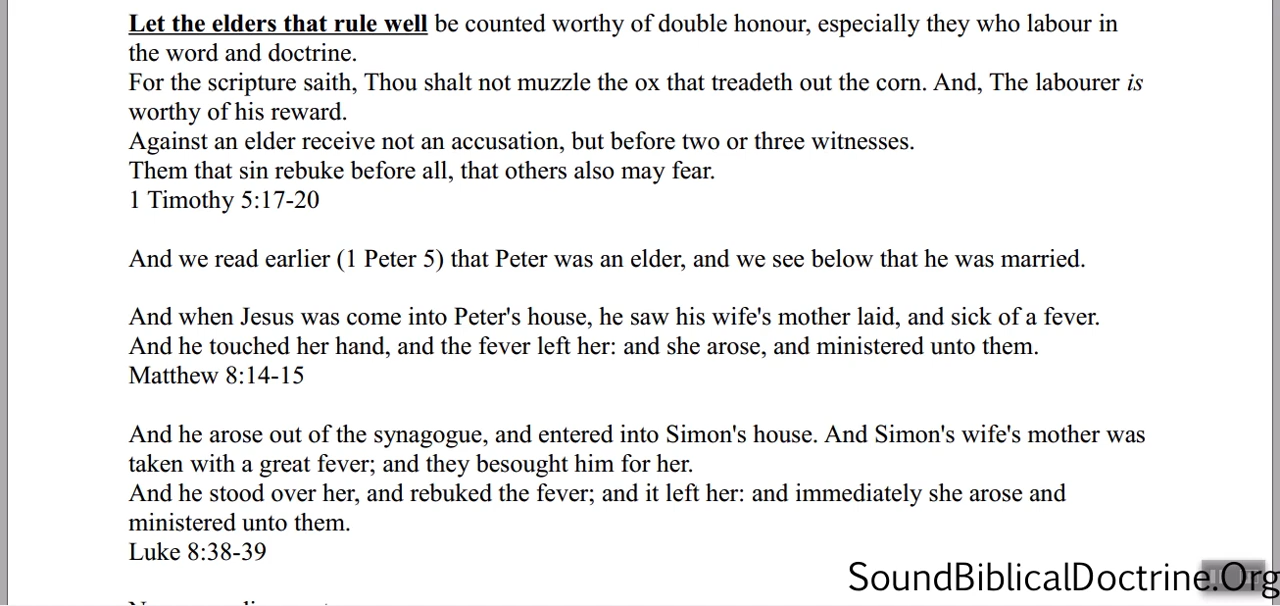 Let the elders that rule well be counted worthy of double honour, especially they who labour in
the word and doctrine.
For the scripture saith, Thou shalt not muzzle the ox that treadeth out the corn. And, The labourer is
worthy of his reward.
Against an elder receive not an accusation, but before two or three witnesses.
Them that sin rebuke before all, that others also may fear.
1 Timothy 5:17-20
And we read earlier (1 Peter 5) that Peter was an elder, and we see below that he was married.
And when Jesus was come into Peter's house, he saw his wife's mother laid, and sick of a fever.
And he touched her hand, and the fever left her: and she arose, and ministered unto them.
Matthew 8:14-15
And he arose out of the synagogue, and entered into Simon's house. And Simon's wife's mother was
taken with a great fever; and they besought him for her.
And he stood over her, and rebuked the fever; and it left her: and immediately she arose and
ministered unto them.
Luke 8:38-39
SoundBiblicalDoctrine.Org